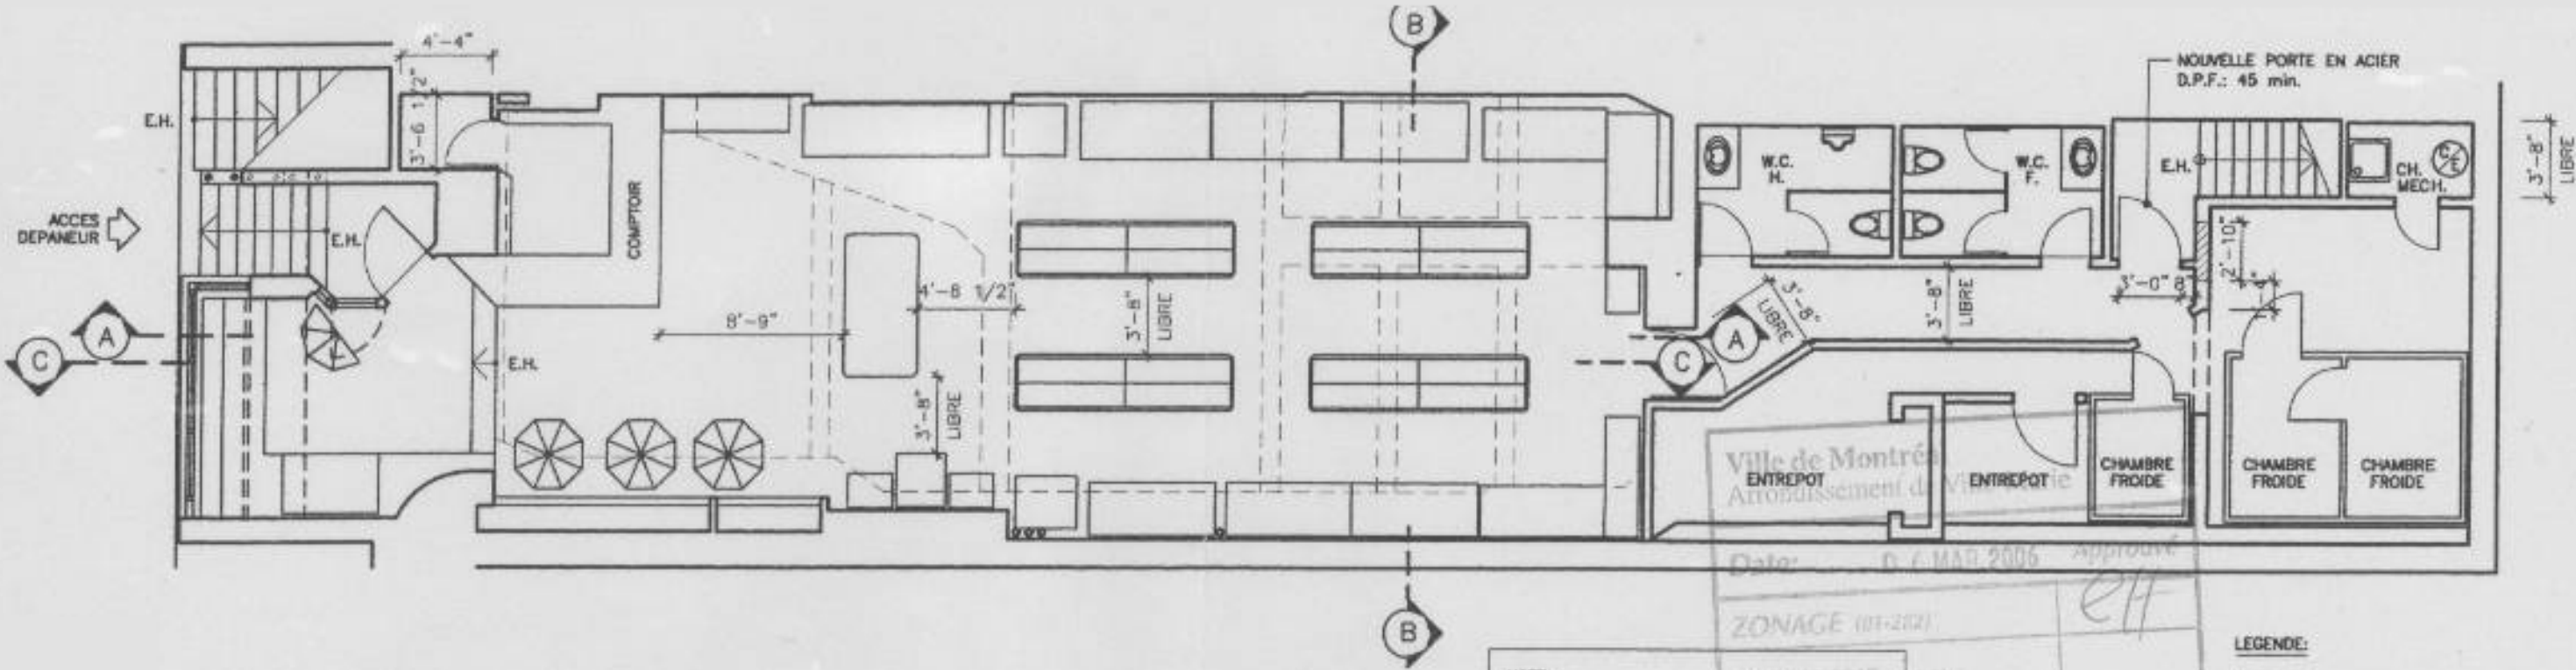 B
NOUVELLE PORTE EN ACIER
D.P.F.: 45 min.
4'-4"
3'-6 1/2"
E.H.
COMPTOIR
W.C.
H.
W.C.
F.
E.H.
CH.
MECH.
C/E
3'-8"
LIBRE
ACCES
DEPANEUR
E.H.
2'-10"
1'-4"
3'-0"
8"
A
C
8'-9"
4'-8 1/2"
3'-8"
LIBRE
3'-8"
LIBRE
A
C
3'-8"
LIBRE
E.H.
3'-8"
LIBRE
ENTREPOT
ENTREPOT
CHAMBRE
FROIDE
CHAMBRE
FROIDE
CHAMBRE
FROIDE
Ville de Montréal
Arrondissement de Ville-Marie
Date:
MAR. 2006
Approuvé
ZONAGE (01-282)
B
LEGENDE: